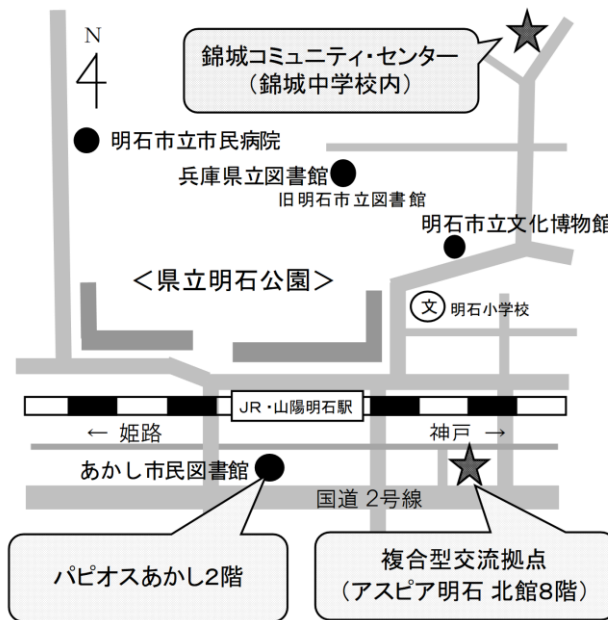 N
錦城コミュニティ・センター
（錦城中学校内）
明石市立市民病院
兵庫県立図書館
旧明石市立図書館
明石市立文化博物館
＜県立明石公園＞
文 明石小学校
JR・山陽明石駅
← 姫路
神戸 →
あかし市民図書館
国道 2号線
パピオスあかし2階
複合型交流拠点
（アスピア明石 北館8階）